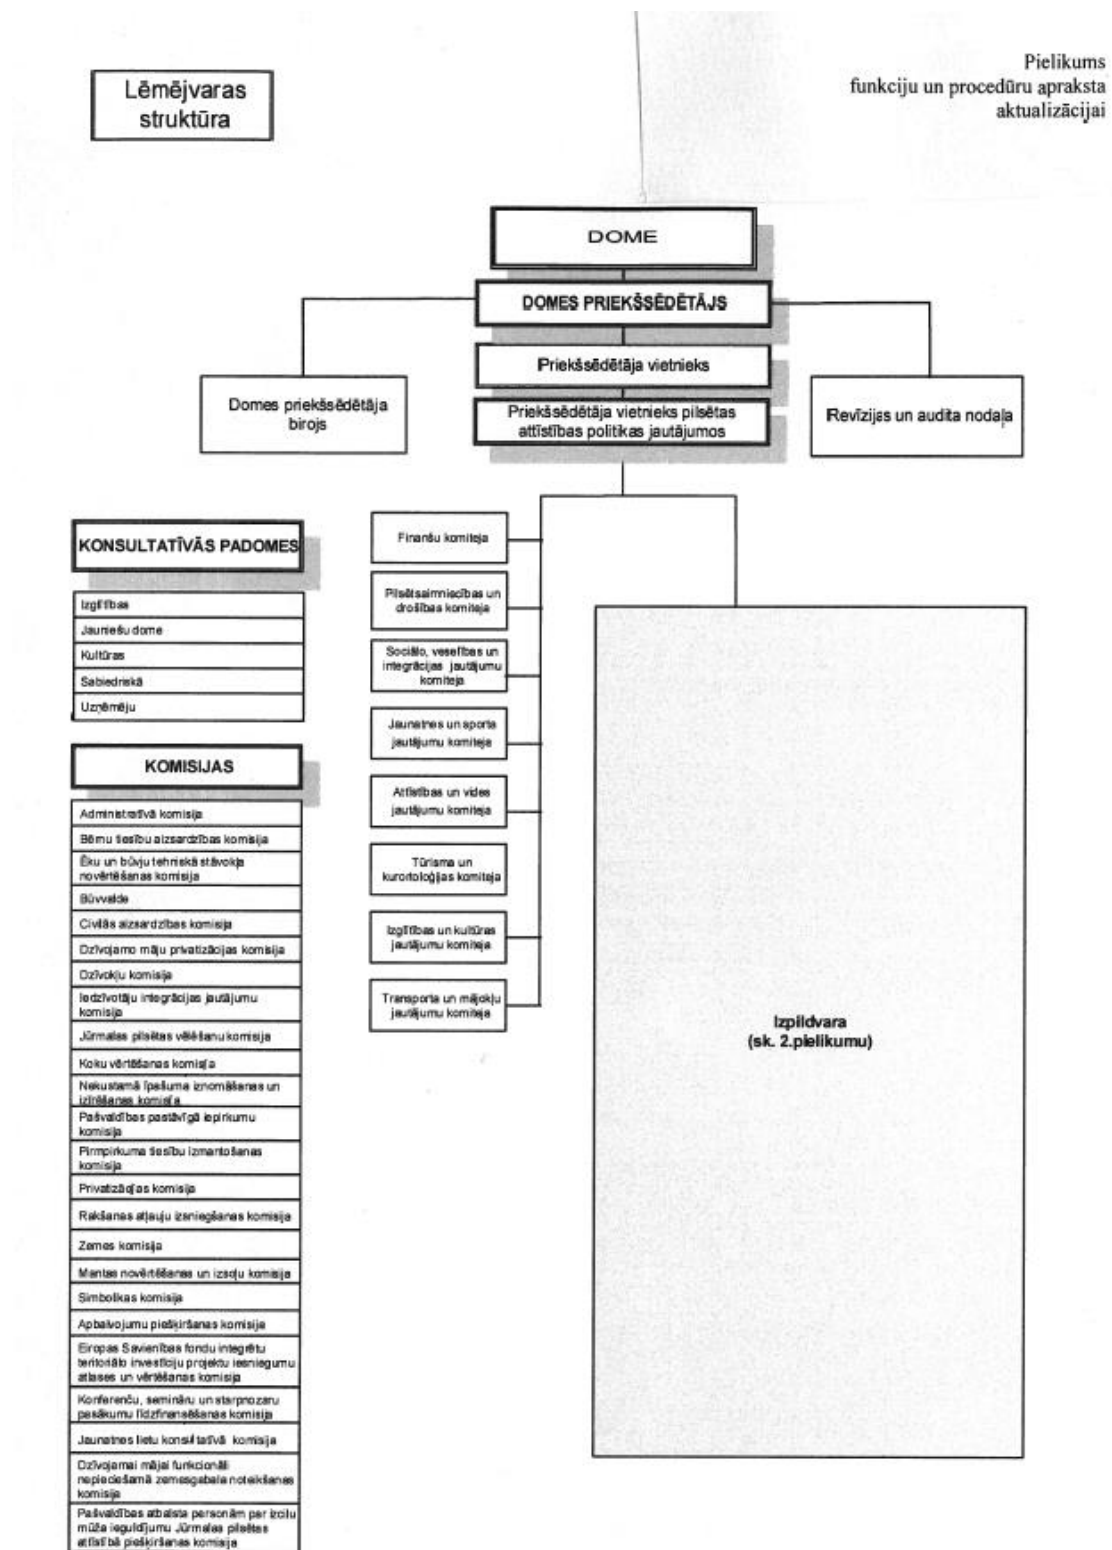 Lēmējvaras
struktūra
Pielikums
funkciju un procedūru apraksta
aktualizācijai
DOME
DOMES PRIEKŠSĒDĒTĀJS
Priekšsēdētāja vietnieks
Domes priekšsēdētāja
birojs
Priekšsēdētāja vietnieks pilsētas
attīstības politikas jautājumos
Revīzijas un audita nodaļa
KONSULTATĪVĀS PADOMES
Izglītības
Jauniešu dome
Kultūras
Sabiedriskā
Uzņēmēju
KOMISIJAS
Administratīvā komisija
Bērnu tiesību aizsardzības komisija
Ēku un būvju tehniskā stāvokļa
novērtēšanas komisija
Būvvalde
Civilās aizsardzības komisija
Dzīvojamo māju privatizācijas komisija
Dzīvokļu komisija
Iedzīvotāju integrācijas jautājumu
komisija
Jūrmalas pilsētas vēlēšanu komisija
Koku vērtēšanas komisja
Nekustamā īpašuma iznomāšanas un
izīrēšanas komisja
Pašvaldības pastāvīgā iepirkumu
komisija
Pirmpirkuma tiesību izmantošanas
komisija
Privatizācijas komisija
Rakšanas atļauju izsniegšanas komisija
Zemes komisija
Mantas novērtēšanas un izsoļu komisija
Simbolikas komisija
Apbalvojumu piešķiršanas komisija
Eiropas Savienības fondu integrētu
teritoriālo investīciju projektu iesniegumu
atlases un vērtēšanas komisija
Konferenču, semināru un starpnozaru
pasākumu līdzfinansēšanas komisija
Jaunatnes lietu konsultatīvā komisija
Dzīvojamai mājai funkcionāli
nepieciešamā zemesgabala noteikšanas
komisija
Pašvaldības atbalsta personām par izcilu
mūža ieguldījumu Jūrmalas pilsētas
attīstībā piešķiršanas komisija
Finanšu komiteja
Pilsētsaimniecības un
drošības komiteja
Sociālo, veselības un
integrācijas jautājumu
komiteja
Jaunatnes un sporta
jautājumu komiteja
Attīstības un vides
jautājumu komiteja
Tūrisma un
kurortoloģijas komiteja
Izglītības un kultūras
jautājumu komiteja
Transporta un mājokļu
jautājumu komiteja
Izpildvara
(sk. 2.pielikumu)